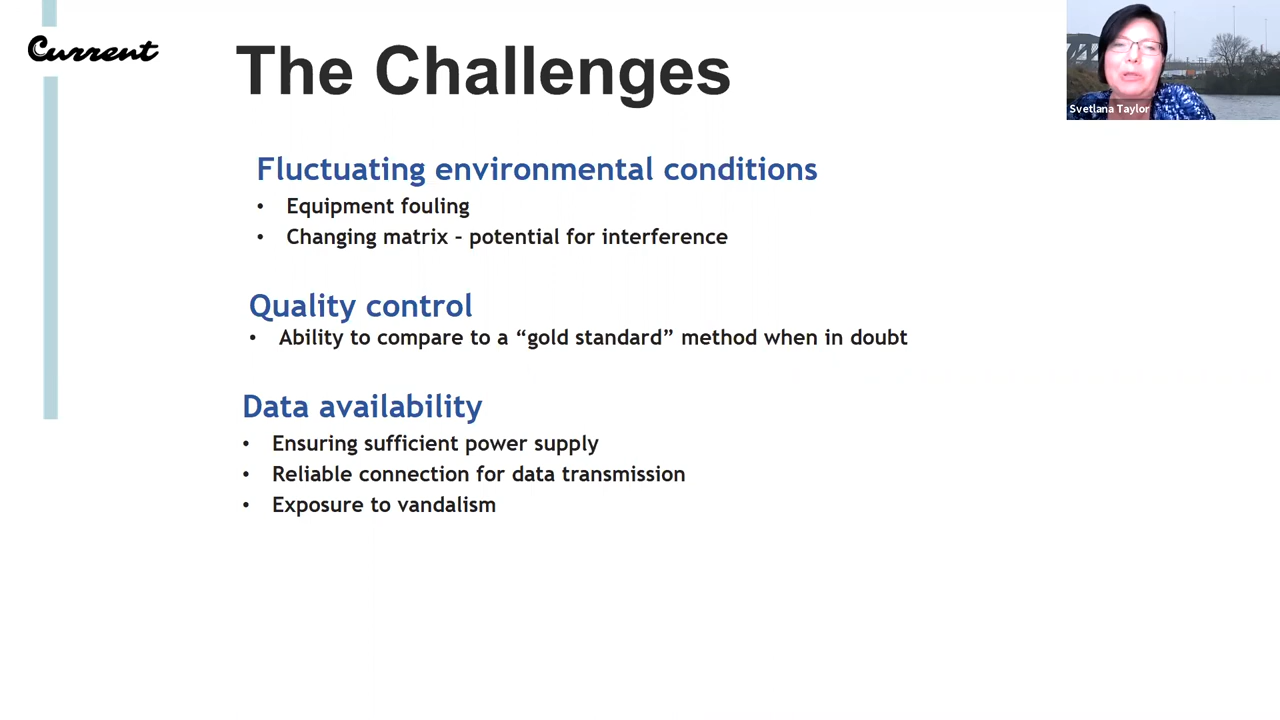 Current
The Challenges
Svetlana Taylor
Fluctuating environmental conditions
• Equipment fouling
• Changing matrix – potential for interference
Quality control
• Ability to compare to a “gold standard” method when in doubt
Data availability
• Ensuring sufficient power supply
• Reliable connection for data transmission
• Exposure to vandalism